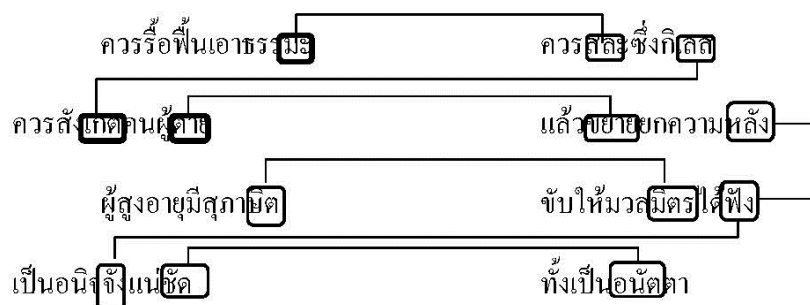 ควรรื้อฟื้นเอาธรรมะ ควรสละซึ่งกิเลส
ควรสังเกตคนผู้ตาย แล้วขยายยกความหลัง
ผู้สูงอายุมีสุภาษิต ขับให้มวลมิตรได้ฟัง
เป็นอนิจจังแน่ชัด ทั้งเป็นอนัตตา